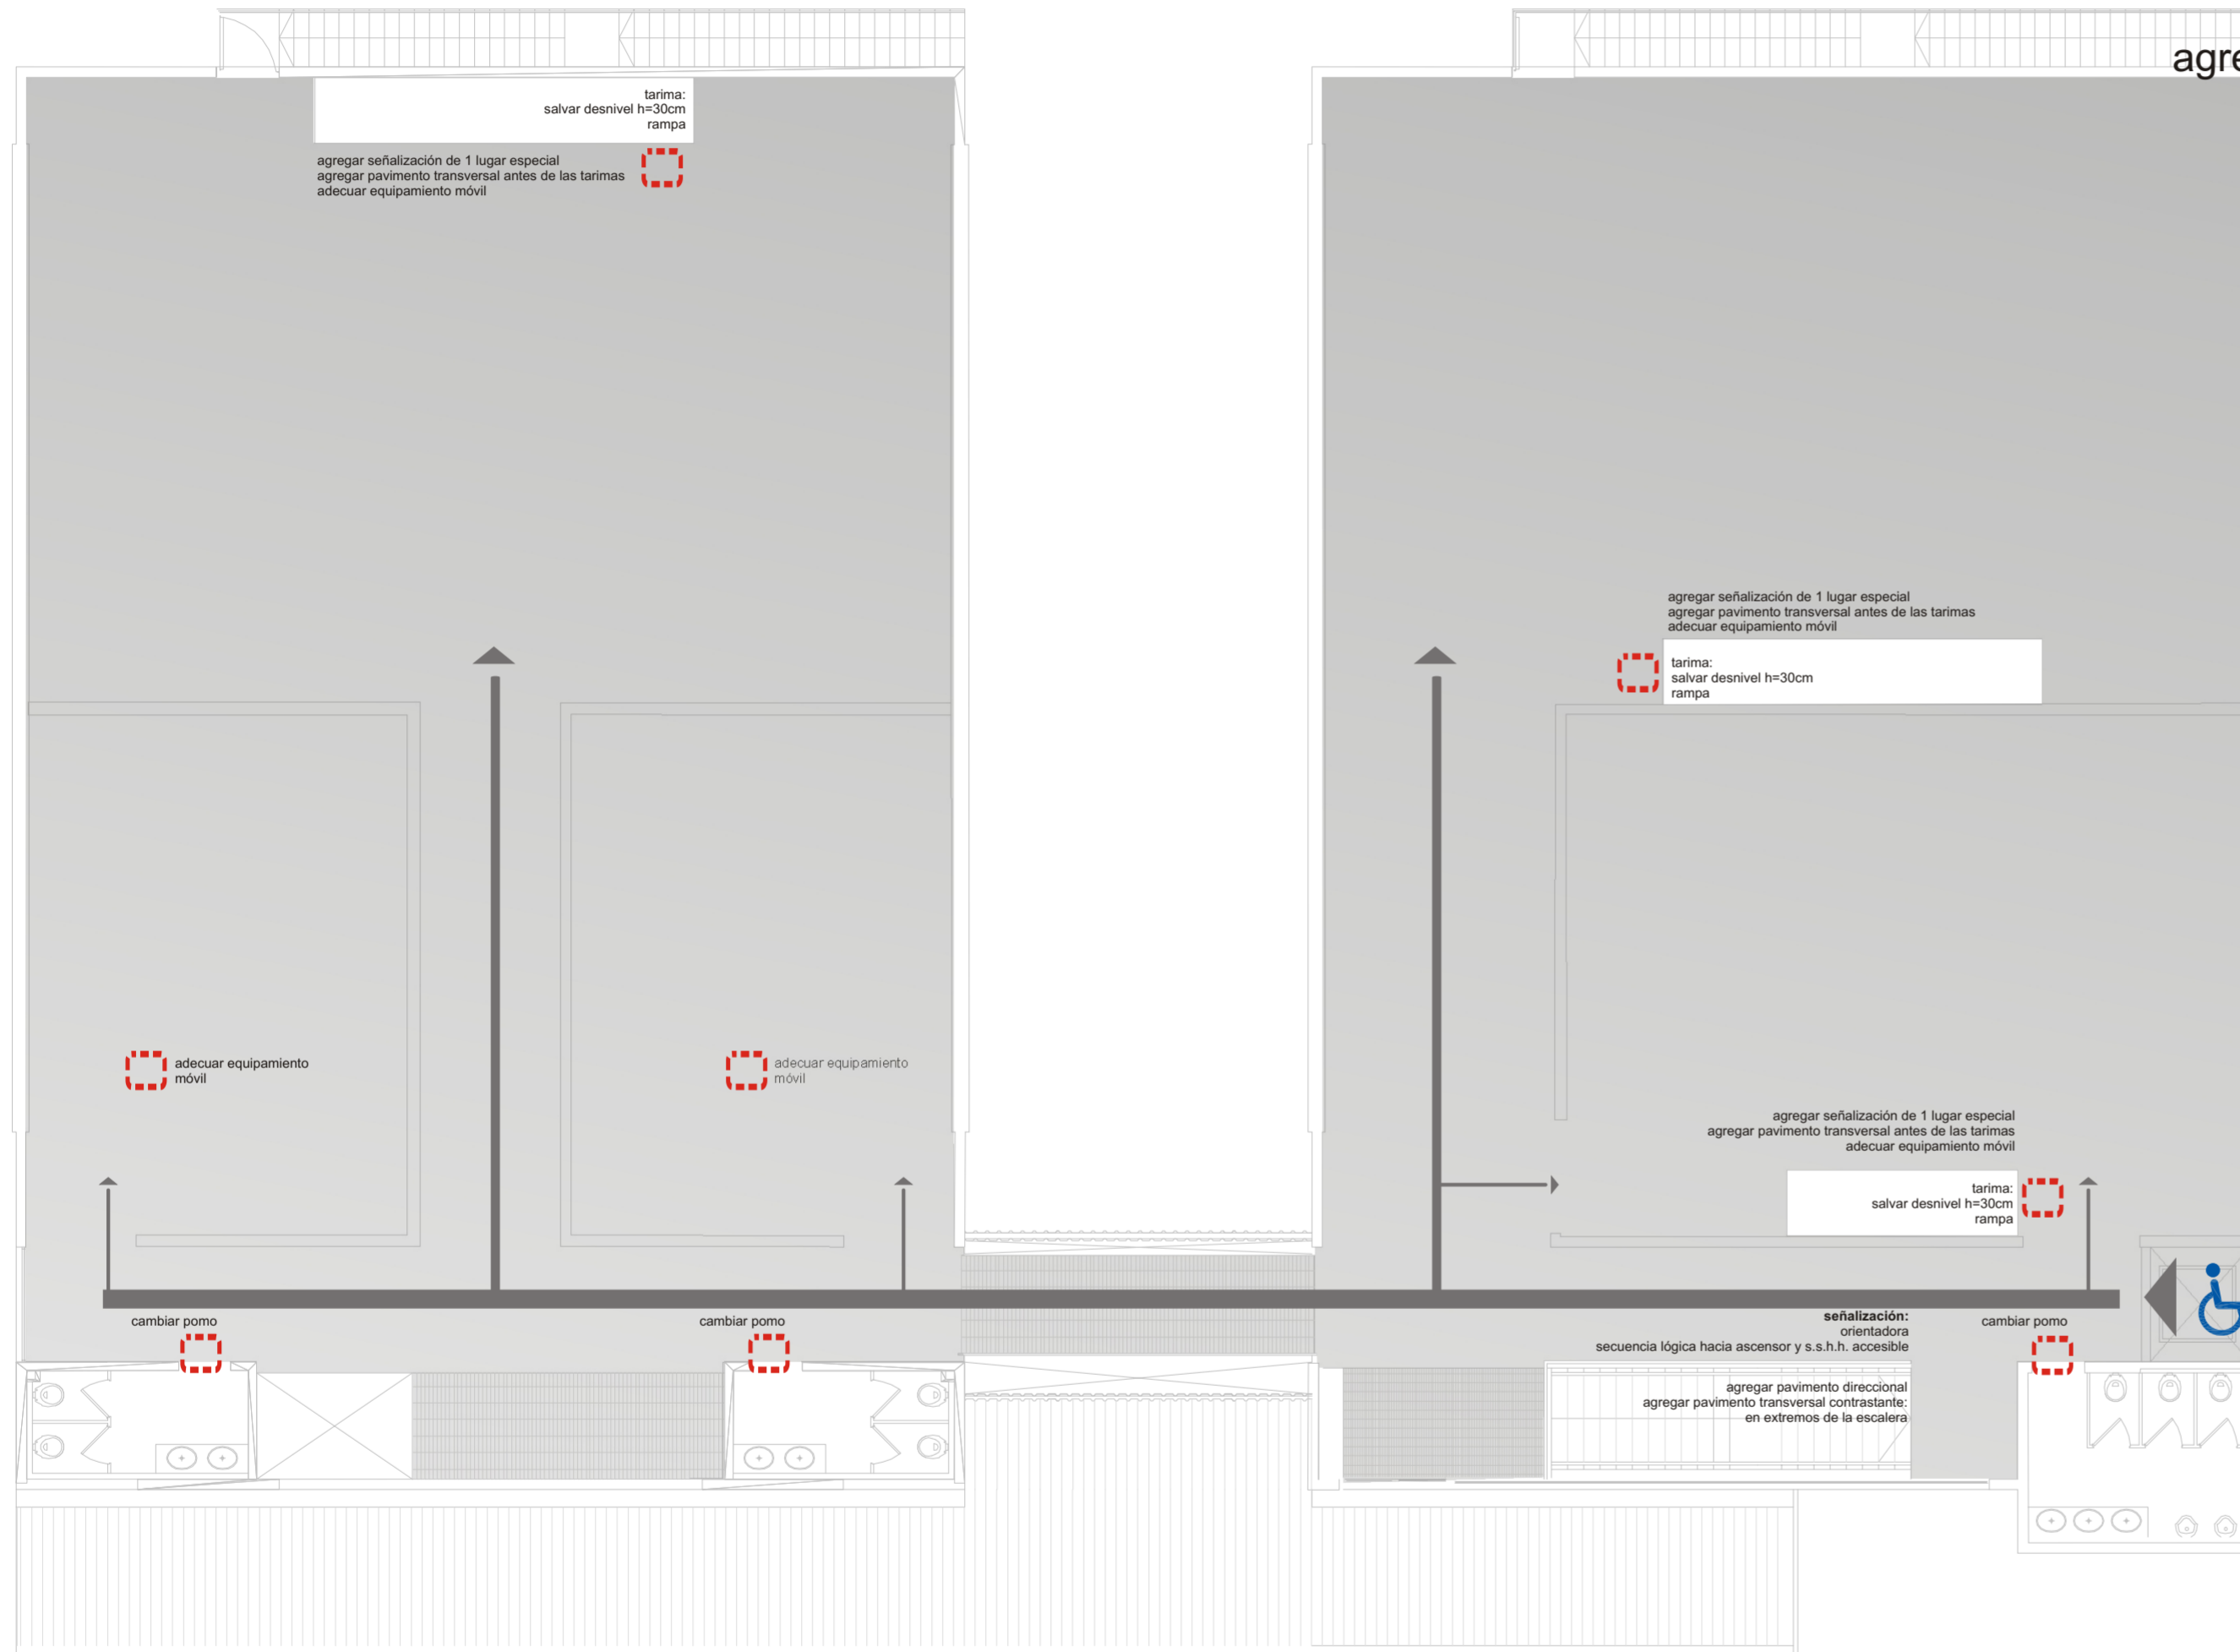 agre
tarima:
salvar desnivel h=30cm
rampa
agregar señalización de 1 lugar especial
agregar pavimento transversal antes de las tarimas
adecuar equipamiento móvil
agregar señalización de 1 lugar especial
agregar pavimento transversal antes de las tarimas
adecuar equipamiento móvil
tarima:
salvar desnivel h=30cm
rampa
adecuar equipamiento
móvil
adecuar equipamiento
móvil
agregar señalización de 1 lugar especial
agregar pavimento transversal antes de las tarimas
adecuar equipamiento móvil
tarima:
salvar desnivel h=30cm
rampa
cambiar pomo
cambiar pomo
señalización:
orientadora
secuencia lógica hacia ascensor y s.s.h.h. accesible
cambiar pomo
agregar pavimento direccional
agregar pavimento transversal contrastante:
en extremos de la escalera